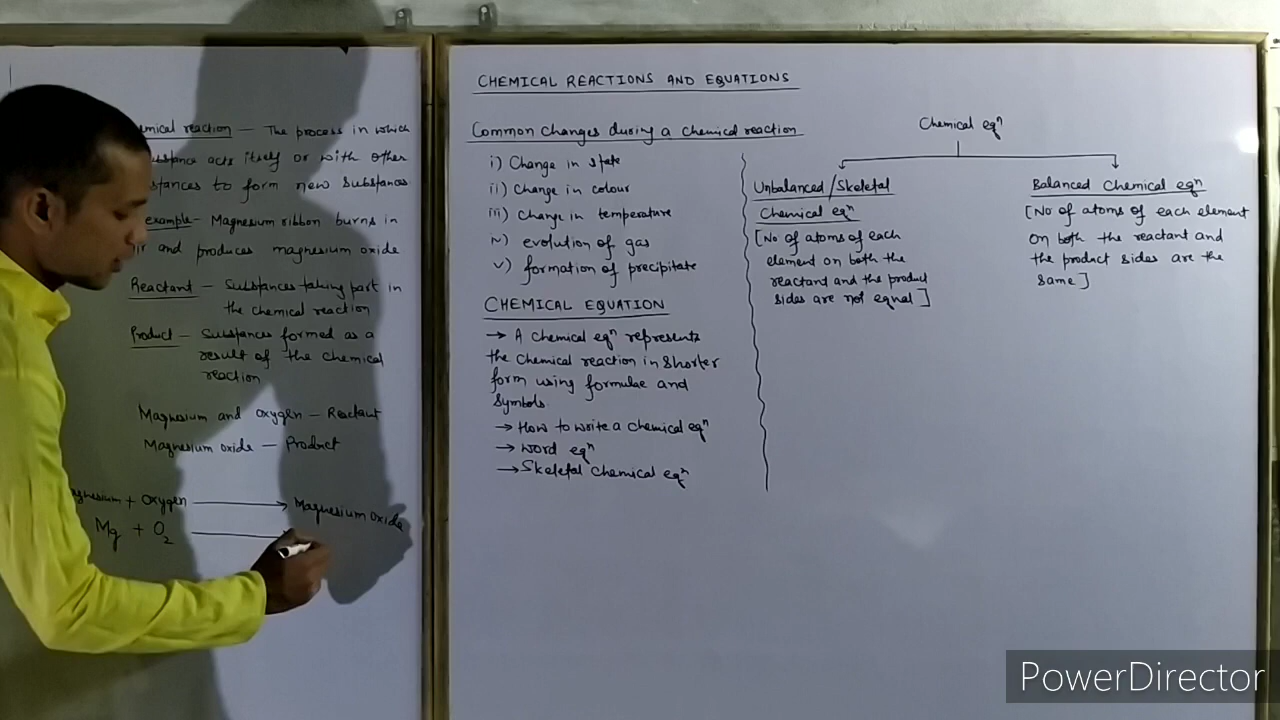 emical reaction – The process in which
bstance acts itself or with other
stances to form new substances
example- Magnesium ribbon burns in
air and produces magnesium oxide
Reactant – Substances taking part in
the chemical reaction
Product – Substances formed as a
result of the chemical
reaction
Magnesium and oxygen – Reactant
Magnesium oxide – Product
agnesium + Oxygen → Magnesium oxide
Mg + O₂
CHEMICAL REACTIONS AND EQUATIONS
Common changes during a chemical reaction
i) Change in state
ii) Change in colour
iii) Change in temperature
iv) evolution of gas
v) formation of precipitate
CHEMICAL EQUATION
→ A chemical eqⁿ represents
the chemical reaction in shorter
form using formulae and
symbols.
→ How to write a chemical eqⁿ
→ word eqⁿ
→ Skeletal chemical eqⁿ
Chemical eqⁿ
Unbalanced/Skeletal
Chemical eqⁿ
[No of atoms of each
element on both the
reactant and the product
sides are not equal]
Balanced Chemical eqⁿ
[No of atoms of each element
on both the reactant and
the product sides are the
same]
PowerDirector